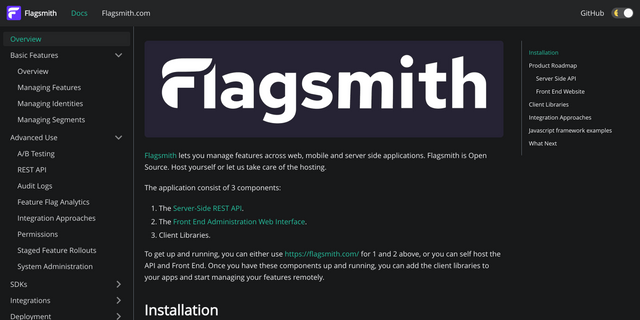 Flagsmith Docs Flagsmith.com GitHub
Overview
Basic Features
Overview
Managing Features
Managing Identities
Managing Segments
Advanced Use
A/B Testing
REST API
Audit Logs
Feature Flag Analytics
Integration Approaches
Permissions
Staged Feature Rollouts
System Administration
SDKs
Integrations
Deployment
Flagsmith
Flagsmith lets you manage features across web, mobile and server side applications. Flagsmith is Open
Source. Host yourself or let us take care of the hosting.
The application consist of 3 components:
1. The Server-Side REST API.
2. The Front End Administration Web Interface.
3. Client Libraries.
To get up and running, you can either use https://flagsmith.com/ for 1 and 2 above, or you can self host the
API and Front End. Once you have these components up and running, you can add the client libraries to
your apps and start managing your features remotely.
Installation
Installation
Product Roadmap
Server Side API
Front End Website
Client Libraries
Integration Approaches
Javascript framework examples
What Next